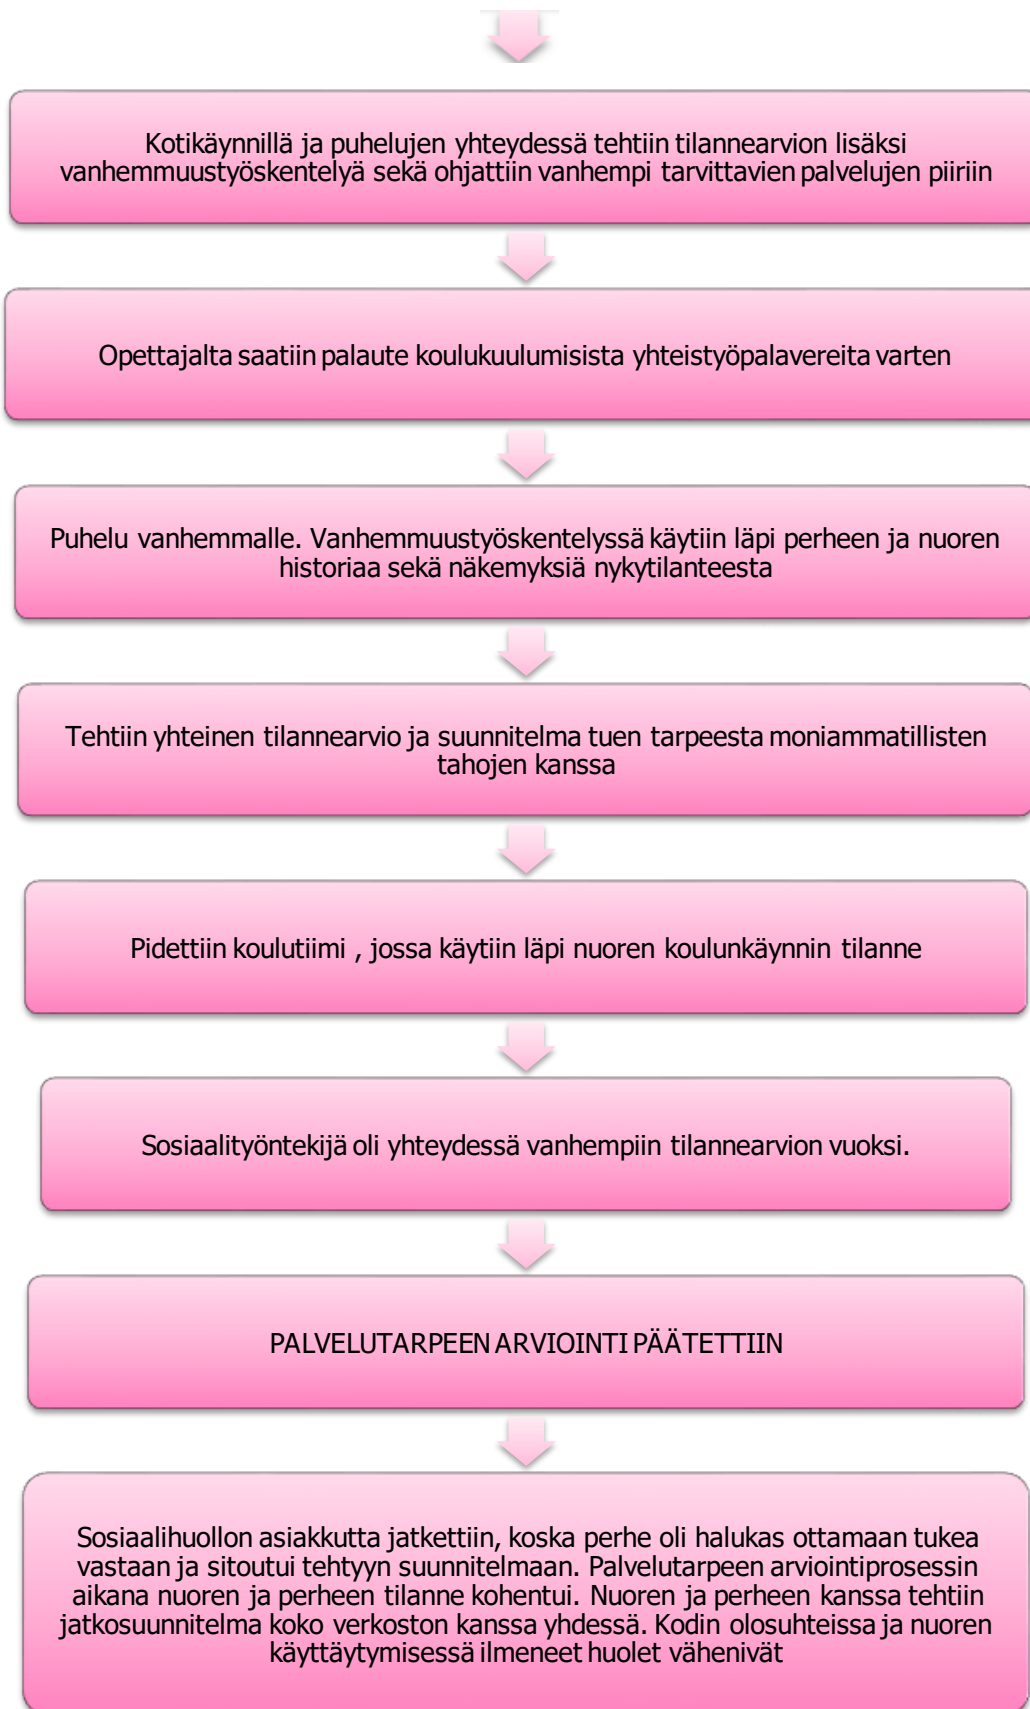 Kotikäynnillä ja puhelujen yhteydessä tehtiin tilannearvion lisäksi
vanhemmuustyöskentelyä sekä ohjattiin vanhempi tarvittavien palvelujen piiriin
Opettajalta saatiin palaute koulukuulumisista yhteistyöpalavereita varten
Puhelu vanhemmalle. Vanhemmuustyöskentelyssä käytiin läpi perheen ja nuoren
historiaa sekä näkemyksiä nykytilanteesta
Tehtiin yhteinen tilannearvio ja suunnitelma tuen tarpeesta moniammatillisten
tahojen kanssa
Pidettiin koulutiimi , jossa käytiin läpi nuoren koulunkäynnin tilanne
Sosiaalityöntekijä oli yhteydessä vanhempiin tilannearvion vuoksi.
PALVELUTARPEEN ARVIOINTI PÄÄTETTIIN
Sosiaalihuollon asiakkutta jatkettiin, koska perhe oli halukas ottamaan tukea
vastaan ja sitoutui tehtyyn suunnitelmaan. Palvelutarpeen arviointiprosessin
aikana nuoren ja perheen tilanne kohentui. Nuoren ja perheen kanssa tehtiin
jatkosuunnitelma koko verkoston kanssa yhdessä. Kodin olosuhteissa ja nuoren
käyttäytymisessä ilmeneet huolet vähenivät